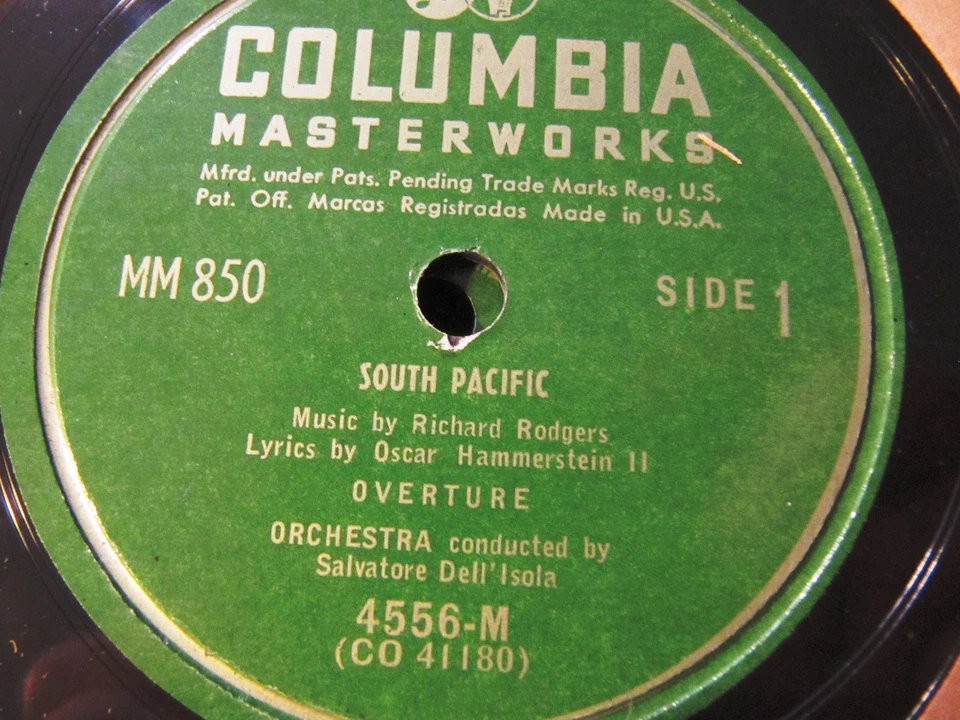 COLUMBIA
MASTERWORKS
Mfrd. under Pats. Pending Trade Marks Reg. U.S.
Pat. Off. Marcas Registradas Made in U.S.A.
MM 850
SIDE 1
SOUTH PACIFIC
Music by Richard Rodgers
Lyrics by Oscar Hammerstein II
OVERTURE
ORCHESTRA conducted by
Salvatore Dell'Isola
4556-M
(CO 41180)